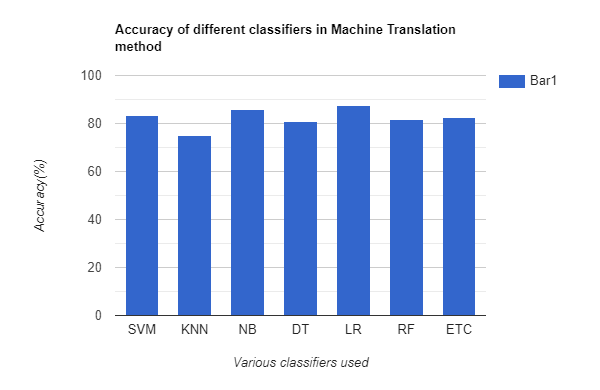 Accuracy of different classifiers in Machine Translation
method
100
80
60
40
20
0
Accuracy(%)
SVM KNN NB DT LR RF ETC
Various classifiers used
Bar1